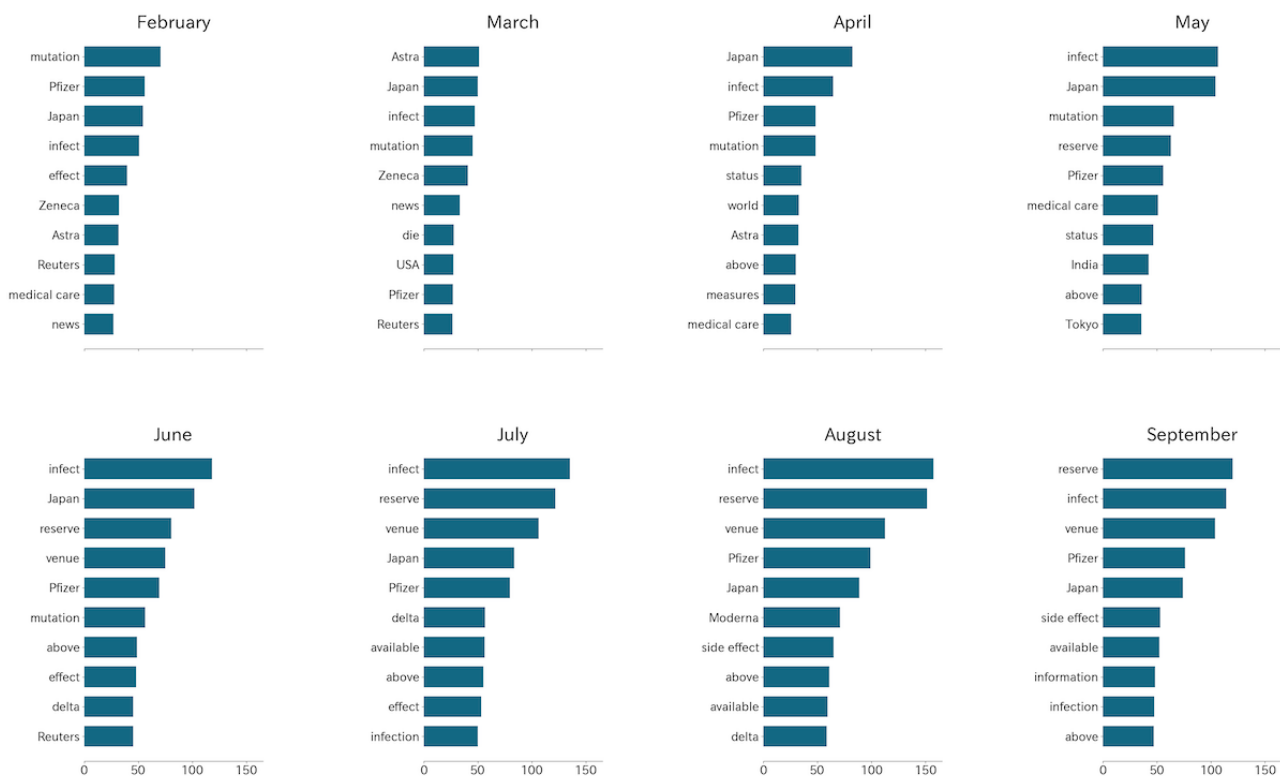 February
mutation
Pfizer
Japan
infect
effect
Zeneca
Astra
Reuters
medical care
news
March
Astra
Japan
infect
mutation
Zeneca
news
die
USA
Pfizer
Reuters
April
Japan
infect
Pfizer
mutation
status
world
Astra
above
measures
medical care
May
infect
Japan
mutation
reserve
Pfizer
medical care
status
India
above
Tokyo
June
infect
Japan
reserve
venue
Pfizer
mutation
above
effect
delta
Reuters
0 50 100 150
July
infect
reserve
venue
Japan
Pfizer
delta
available
above
effect
infection
0 50 100 150
August
infect
reserve
venue
Pfizer
Japan
Moderna
side effect
above
available
delta
0 50 100 150
September
reserve
infect
venue
Pfizer
Japan
side effect
available
information
infection
above
0 50 100 150